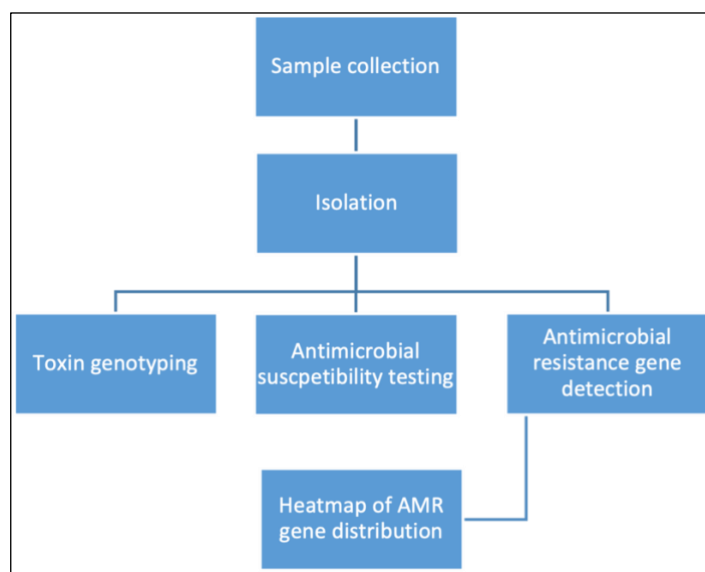 Sample collection
Isolation
Toxin genotyping
Antimicrobial
suscpetibility testing
Antimicrobial
resistance gene
detection
Heatmap of AMR
gene distribution